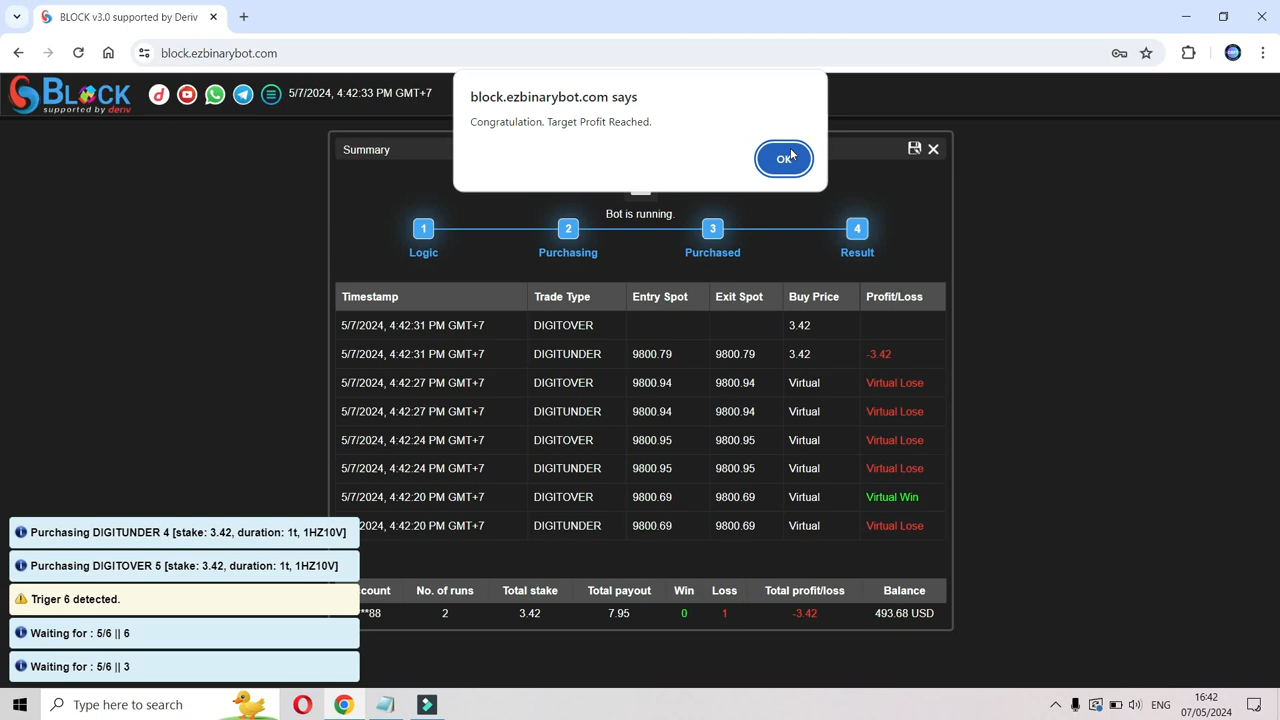 BLOCK v3.0 supported by Deriv
block.ezbinarybot.com
BLOCK
supported by deriv
5/7/2024, 4:42:33 PM GMT+7
block.ezbinarybot.com says
Congratulation. Target Profit Reached.
OK
Summary
Bot is running.
1 2 3 4
Logic Purchasing Purchased Result
Timestamp Trade Type Entry Spot Exit Spot Buy Price Profit/Loss
5/7/2024, 4:42:31 PM GMT+7 DIGITOVER 3.42
5/7/2024, 4:42:31 PM GMT+7 DIGITUNDER 9800.79 9800.79 3.42 -3.42
5/7/2024, 4:42:27 PM GMT+7 DIGITOVER 9800.94 9800.94 Virtual Virtual Lose
5/7/2024, 4:42:27 PM GMT+7 DIGITUNDER 9800.94 9800.94 Virtual Virtual Lose
5/7/2024, 4:42:24 PM GMT+7 DIGITOVER 9800.95 9800.95 Virtual Virtual Lose
5/7/2024, 4:42:24 PM GMT+7 DIGITUNDER 9800.95 9800.95 Virtual Virtual Lose
5/7/2024, 4:42:20 PM GMT+7 DIGITOVER 9800.69 9800.69 Virtual Virtual Win
/2024, 4:42:20 PM GMT+7 DIGITUNDER 9800.69 9800.69 Virtual Virtual Lose
Purchasing DIGITUNDER 4 [stake: 3.42, duration: 1t, 1HZ10V]
Purchasing DIGITOVER 5 [stake: 3.42, duration: 1t, 1HZ10V]
Triger 6 detected.
Waiting for : 5/6 || 6
Waiting for : 5/6 || 3
count No. of runs Total stake Total payout Win Loss Total profit/loss Balance
**88 2 3.42 7.95 0 1 -3.42 493.68 USD
Type here to search
ENG
16:42
07/05/2024